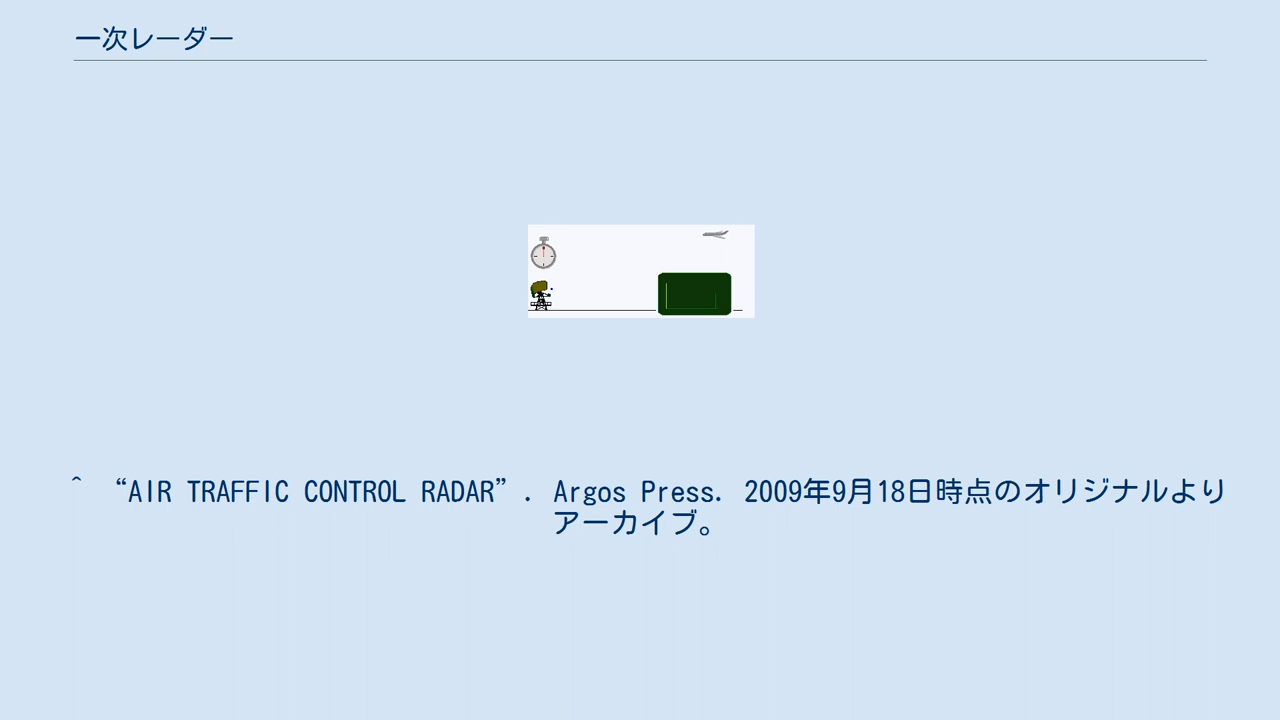 一次レーダー
^ “AIR TRAFFIC CONTROL RADAR”. Argos Press. 2009年9月18日時点のオリジナルより
アーカイブ。